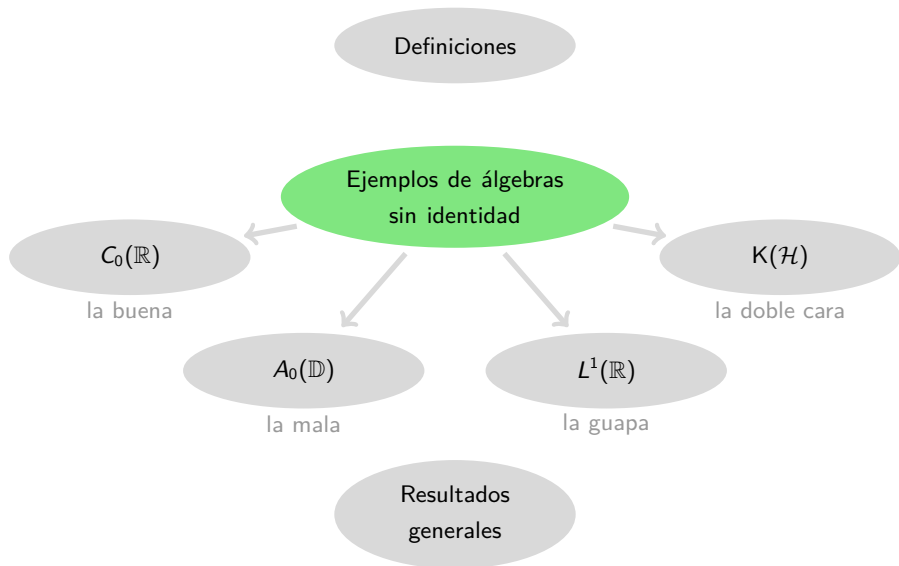 Definiciones
Ejemplos de álgebras
sin identidad
C₀(ℝ)
la buena
K(ℋ)
la doble cara
A₀(𝔻)
la mala
L¹(ℝ)
la guapa
Resultados
generales